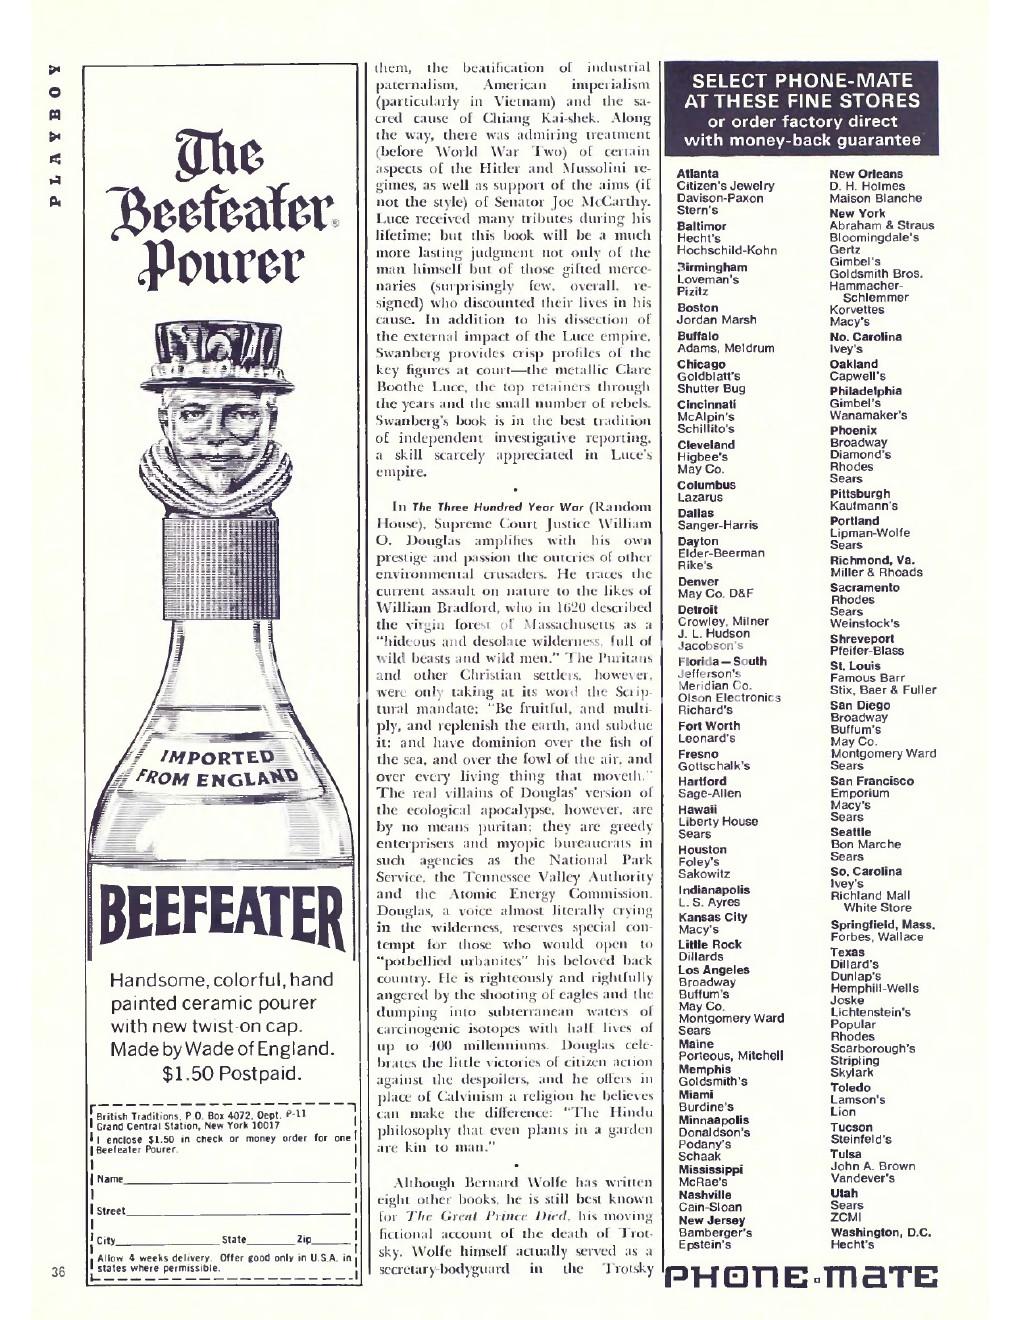 PLAYBOY
The
Beefeater®
Pourer
IMPORTED
FROM ENGLAND
BEEFEATER
Handsome, colorful, hand
painted ceramic pourer
with new twist-on cap.
Made by Wade of England.
$1.50 Postpaid.
British Traditions, P.O. Box 4072, Dept. P-11
Grand Central Station, New York 10017
I enclose $1.50 in check or money order for one
Beefeater Pourer.
Name
Street
City State Zip
Allow 4 weeks delivery. Offer good only in U.S.A. in
states where permissible.
36
them, the beatification of industrial
paternalism, American imperialism
(particularly in Vietnam) and the sa-
cred cause of Chiang Kai-shek. Along
the way, there was admiring treatment
(before World War Two) of certain
aspects of the Hitler and Mussolini re-
gimes, as well as support of the aims (if
not the style) of Senator Joe McCarthy.
Luce received many tributes during his
lifetime; but this book will be a much
more lasting judgment not only of the
man himself but of those gifted merce-
naries (surprisingly few, overall, re-
signed) who discounted their lives in his
cause. In addition to his dissection of
the external impact of the Luce empire,
Swanberg provides crisp profiles of the
key figures at court—the metallic Clare
Boothe Luce, the top retainers through
the years and the small number of rebels.
Swanberg's book is in the best tradition
of independent investigative reporting,
a skill scarcely appreciated in Luce's
empire.
•
In The Three Hundred Year War (Random
House), Supreme Court Justice William
O. Douglas amplifies with his own
prestige and passion the outcries of other
environmental crusaders. He traces the
current assault on nature to the likes of
William Bradford, who in 1620 described
the virgin forest of Massachusetts as a
"hideous and desolate wilderness, full of
wild beasts and wild men." The Puritans
and other Christian settlers, however,
were only taking at its word the Scrip-
tural mandate: "Be fruitful, and multi-
ply, and replenish the earth, and subdue
it; and have dominion over the fish of
the sea, and over the fowl of the air, and
over every living thing that moveth."
The real villains of Douglas' version of
the ecological apocalypse, however, are
by no means puritan; they are greedy
enterprisers and myopic bureaucrats in
such agencies as the National Park
Service, the Tennessee Valley Authority
and the Atomic Energy Commission.
Douglas, a voice almost literally crying
in the wilderness, reserves special con-
tempt for those who would open to
"potbellied urbanites" his beloved back
country. He is righteously and rightfully
angered by the shooting of eagles and the
dumping into subterranean waters of
carcinogenic isotopes with half lives of
up to 400 millenniums. Douglas cele-
brates the little victories of citizen action
against the despoilers, and he offers in
place of Calvinism a religion he believes
can make the difference: "The Hindu
philosophy that even plants in a garden
are kin to man."
•
Although Bernard Wolfe has written
eight other books, he is still best known
for The Great Prince Died, his moving
fictional account of the death of Trot-
sky. Wolfe himself actually served as a
secretary-bodyguard in the Trotsky
SELECT PHONE-MATE
AT THESE FINE STORES
or order factory direct
with money-back guarantee
Atlanta
Citizen's Jewelry
Davison-Paxon
Stern's
Baltimor
Hecht's
Hochschild-Kohn
Birmingham
Loveman's
Pizitz
Boston
Jordan Marsh
Buffalo
Adams, Meldrum
Chicago
Goldblatt's
Shutter Bug
Cincinnati
McAlpin's
Schillito's
Cleveland
Higbee's
May Co.
Columbus
Lazarus
Dallas
Sanger-Harris
Dayton
Elder-Beerman
Rike's
Denver
May Co. D&F
Detroit
Crowley, Milner
J. L. Hudson
Jacobson's
Florida—South
Jefferson's
Meridian Co.
Olson Electronics
Richard's
Fort Worth
Leonard's
Fresno
Gottschalk's
Hartford
Sage-Allen
Hawaii
Liberty House
Sears
Houston
Foley's
Sakowitz
Indianapolis
L. S. Ayres
Kansas City
Macy's
Little Rock
Dillards
Los Angeles
Broadway
Buffum's
May Co.
Montgomery Ward
Sears
Maine
Porteous, Mitchell
Memphis
Goldsmith's
Miami
Burdine's
Minnaapolis
Donaldson's
Podany's
Schaak
Mississippi
McRae's
Nashville
Cain-Sloan
New Jersey
Bamberger's
Epstein's
New Orleans
D. H. Holmes
Maison Blanche
New York
Abraham & Straus
Bloomingdale's
Gertz
Gimbel's
Goldsmith Bros.
Hammacher-
Schlemmer
Korvettes
Macy's
No. Carolina
Ivey's
Oakland
Capwell's
Philadelphia
Gimbel's
Wanamaker's
Phoenix
Broadway
Diamond's
Rhodes
Sears
Pittsburgh
Kaufmann's
Portland
Lipman-Wolfe
Sears
Richmond, Va.
Miller & Rhoads
Sacramento
Rhodes
Sears
Weinstock's
Shreveport
Pfeifer-Blass
St. Louis
Famous Barr
Stix, Baer & Fuller
San Diego
Broadway
Buffum's
May Co.
Montgomery Ward
Sears
San Francisco
Emporium
Macy's
Sears
Seattle
Bon Marche
Sears
So. Carolina
Ivey's
Richland Mall
White Store
Springfield, Mass.
Forbes, Wallace
Texas
Dillard's
Dunlap's
Hemphill-Wells
Joske
Lichtenstein's
Popular
Rhodes
Scarborough's
Stripling
Skylark
Toledo
Lamson's
Lion
Tucson
Steinfeld's
Tulsa
John A. Brown
Vandever's
Utah
Sears
ZCMI
Washington, D.C.
Hecht's
PHONE-MATE